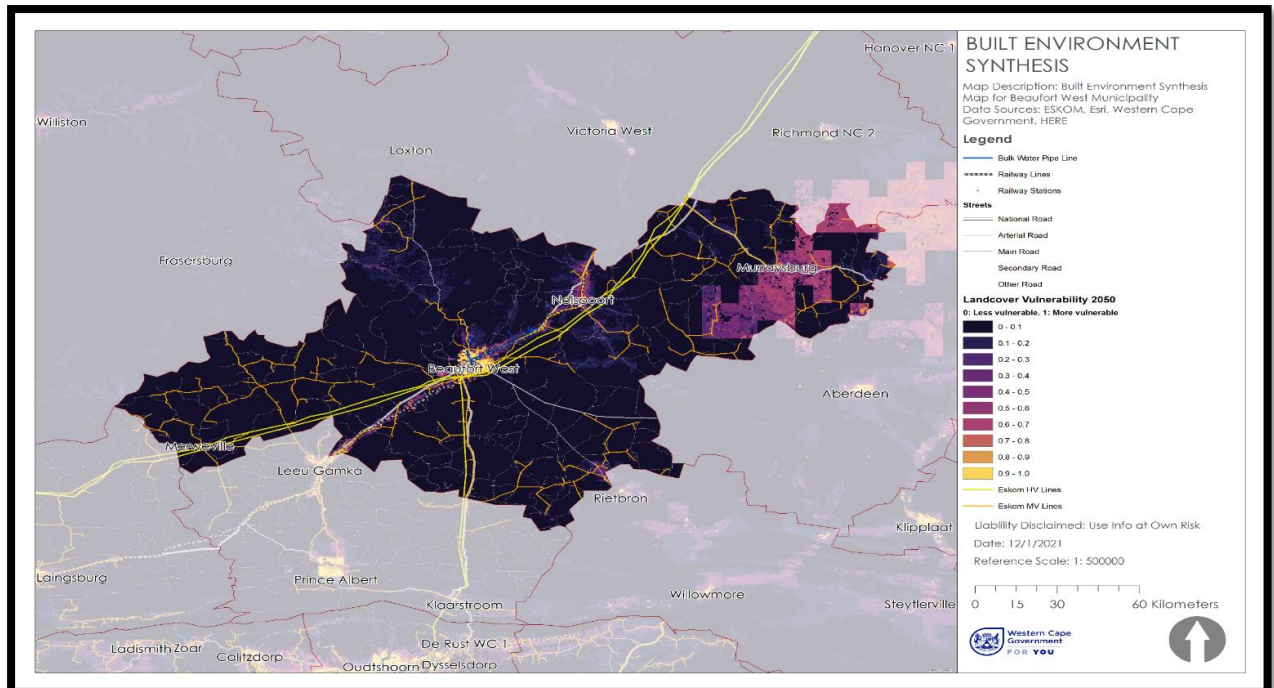 Hanover NC 1
Williston
Victoria West
Richmond NC 2
Loxton
Frasersburg
Murraysburg
Nelspoort
Beaufort West
Aberdeen
Merweville
Leeu Gamka
Rietbron
Klipplaat
Laingsburg
Prince Albert
Willowmore
Klaarstroom
Steytlerville
De Rust WC 1
Ladismith
Zoar
Calitzdorp
Oudtshoorn
Dysselsdorp
BUILT ENVIRONMENT
SYNTHESIS
Map Description: Built Environment Synthesis
Map for Beaufort West Municipality
Data Sources: ESKOM, Esri, Western Cape
Government, HERE
Legend
Bulk Water Pipe Line
Railway Lines
Railway Stations
Streets
National Road
Arterial Road
Main Road
Secondary Road
Other Road
Landcover Vulnerability 2050
0: Less vulnerable. 1: More vulnerable
0 - 0.1
0.1 - 0.2
0.2 - 0.3
0.3 - 0.4
0.4 - 0.5
0.5 - 0.6
0.6 - 0.7
0.7 - 0.8
0.8 - 0.9
0.9 - 1.0
Eskom HV Lines
Eskom MV Lines
Liability Disclaimer: Use Info at Own Risk
Date: 12/1/2021
Reference Scale: 1: 500000
0 15 30 60 Kilometers
Western Cape
Government
FOR YOU